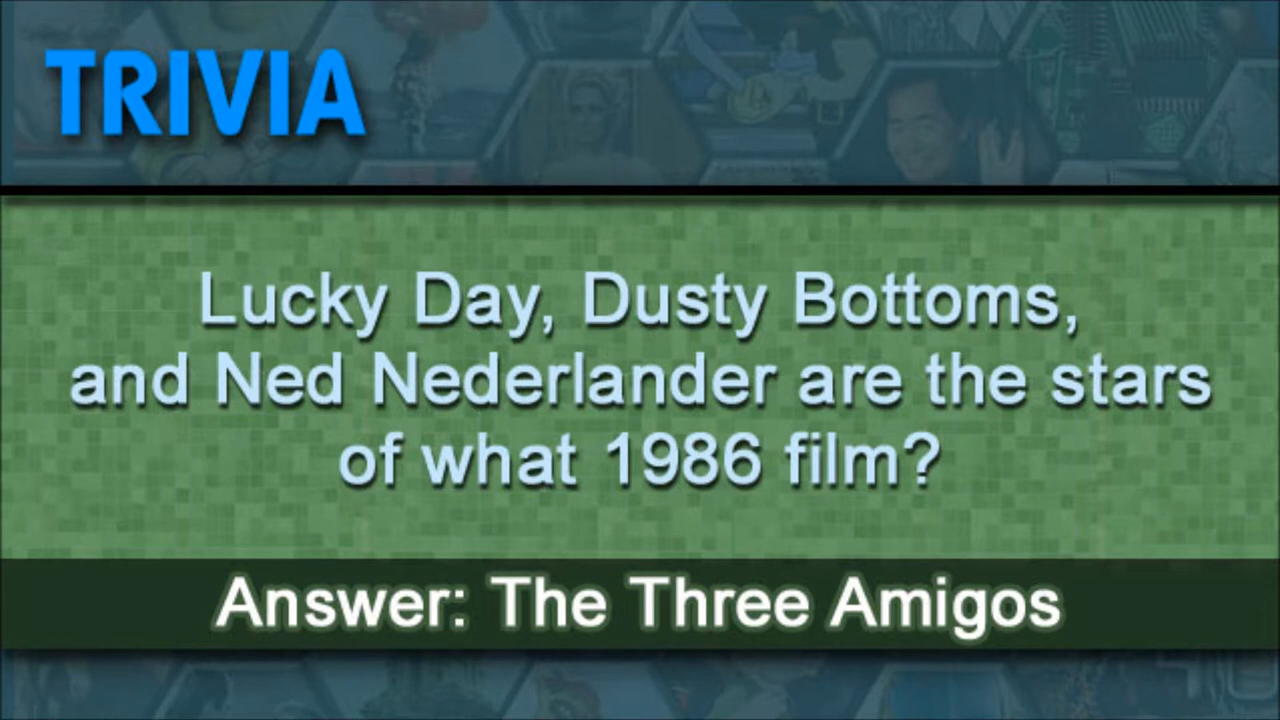 TRIVIA
Lucky Day, Dusty Bottoms,
and Ned Nederlander are the stars
of what 1986 film?
Answer: The Three Amigos